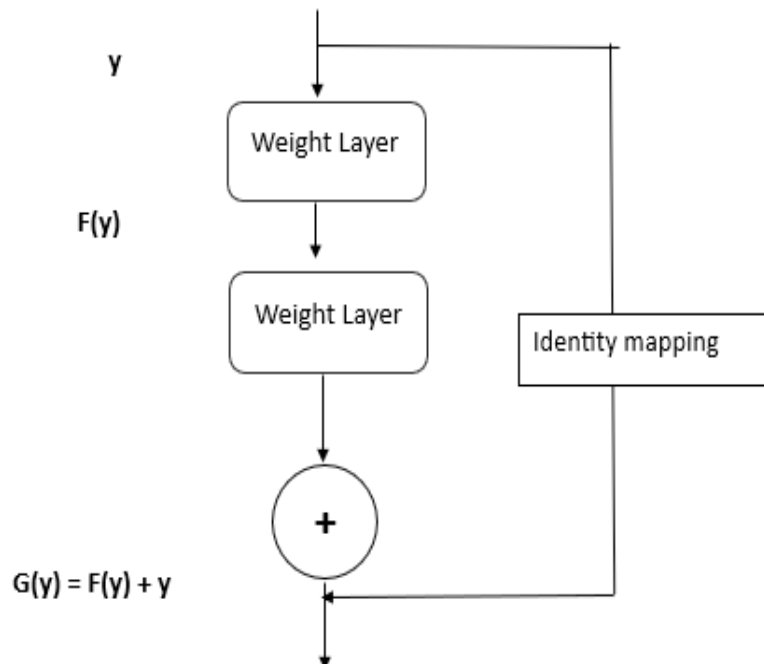 y
Weight Layer
F(y)
Weight Layer
Identity mapping
+
G(y) = F(y) + y